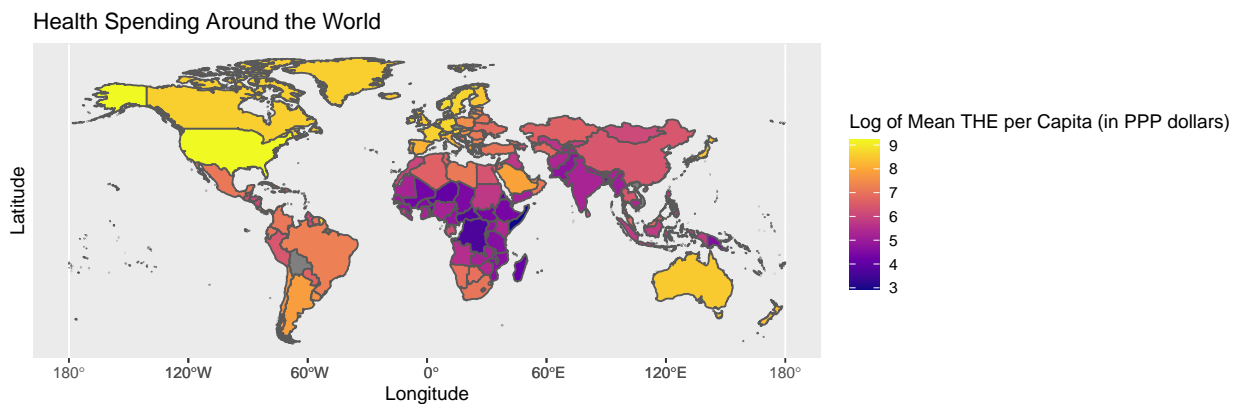 Health Spending Around the World
Latitude
180°
120°W
60°W
0°
60°E
120°E
180°
Longitude
Log of Mean THE per Capita (in PPP dollars)
9
8
7
6
5
4
3